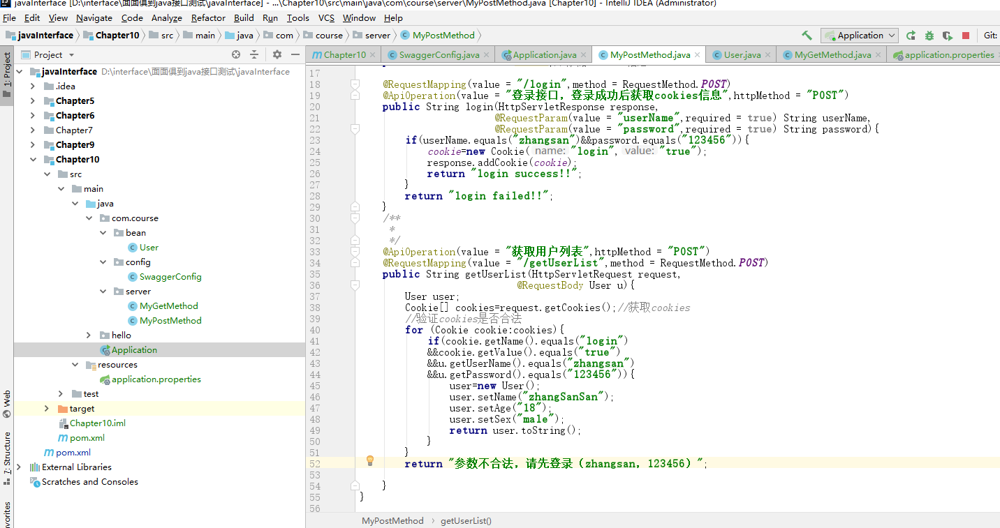 javaInterface [D:\interface\面面俱到java接口测试\javaInterface] - ...\Chapter10\src\main\java\com\course\server\MyPostMethod.java [Chapter10] - IntelliJ IDEA (Administrator)
File Edit View Navigate Code Analyze Refactor Build Run Tools VCS Window Help
javaInterface Chapter10 src main java com course server MyPostMethod Application Git:
1: Project
Project
Chapter10 SwaggerConfig.java Application.java MyPostMethod.java User.java MyGetMethod.java application.properties
javaInterface D:\interface\面面俱到java接口测试\javaInterface
.idea
Chapter5
Chapter6
Chapter7
Chapter9
Chapter10
src
main
java
com.course
bean
User
config
SwaggerConfig
server
MyGetMethod
MyPostMethod
hello
Application
resources
application.properties
test
target
Chapter10.iml
pom.xml
pom.xml
External Libraries
Scratches and Consoles
Web
Z: Structure
17
18 @RequestMapping(value = "/login",method = RequestMethod.POST)
19 @ApiOperation(value = "登录接口，登录成功后获取cookies信息",httpMethod = "POST")
20 public String login(HttpServletResponse response,
21 @RequestParam(value = "userName",required = true) String userName,
22 @RequestParam(value = "password",required = true) String password){
23 if(userName.equals("zhangsan")&&password.equals("123456")){
24 cookie=new Cookie( name: "login", value: "true");
25 response.addCookie(cookie);
26 return "login success!!";
27 }
28 return "login failed!!";
29 }
30 /**
31 *
32 */
33 @ApiOperation(value = "获取用户列表",httpMethod = "POST")
34 @RequestMapping(value = "/getUserList",method = RequestMethod.POST)
35 public String getUserList(HttpServletRequest request,
36 @RequestBody User u){
37 User user;
38 Cookie[] cookies=request.getCookies();//获取cookies
39 //验证cookies是否合法
40 for (Cookie cookie:cookies){
41 if(cookie.getName().equals("login")
42 &&cookie.getValue().equals("true")
43 &&u.getUserName().equals("zhangsan")
44 &&u.getPassword().equals("123456")){
45 user=new User();
46 user.setName("zhangSanSan");
47 user.setAge("18");
48 user.setSex("male");
49 return user.toString();
50 }
51 }
52 return "参数不合法，请先登录（zhangsan，123456）";
53
54 }
55 }
56
MyPostMethod getUserList()